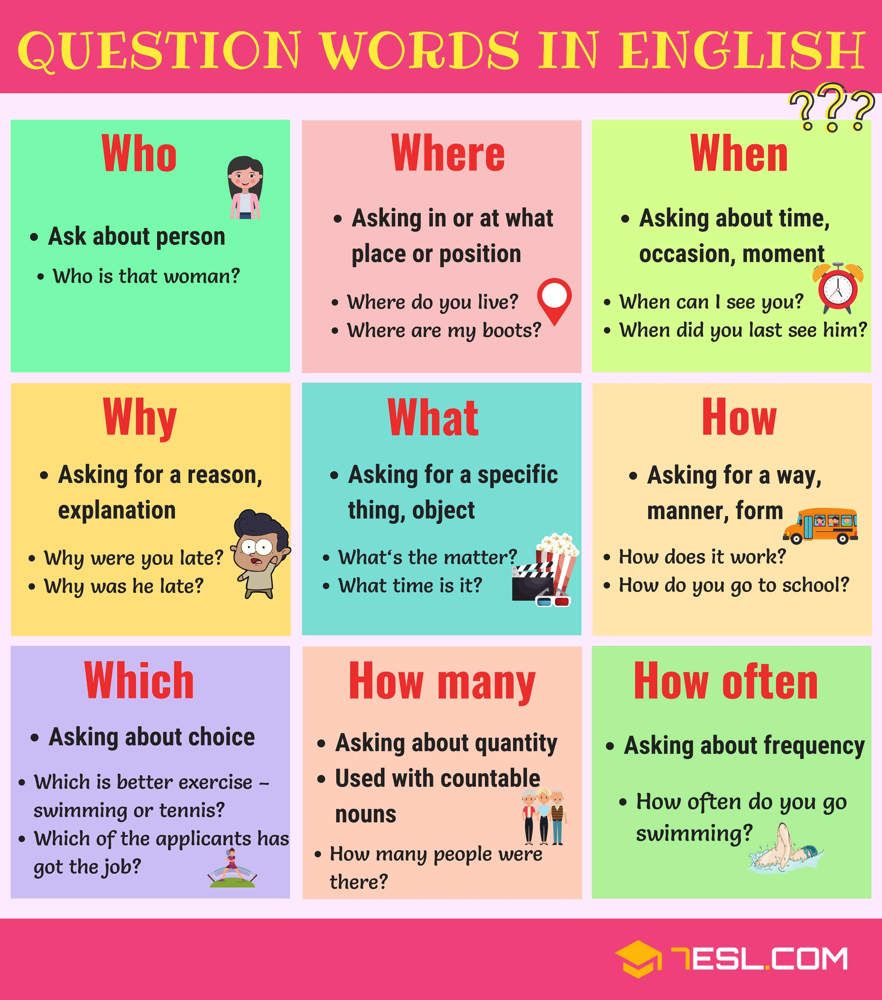 QUESTION WORDS IN ENGLISH
???
Who
• Ask about person
• Who is that woman?
Where
• Asking in or at what
place or position
• Where do you live?
• Where are my boots?
When
• Asking about time,
occasion, moment
• When can I see you?
• When did you last see him?
Why
• Asking for a reason,
explanation
• Why were you late?
• Why was he late?
What
• Asking for a specific
thing, object
• What‘s the matter?
• What time is it?
How
• Asking for a way,
manner, form
• How does it work?
• How do you go to school?
Which
• Asking about choice
• Which is better exercise –
swimming or tennis?
• Which of the applicants has
got the job?
How many
• Asking about quantity
• Used with countable
nouns
• How many people were
there?
How often
• Asking about frequency
• How often do you go
swimming?
7ESL.COM